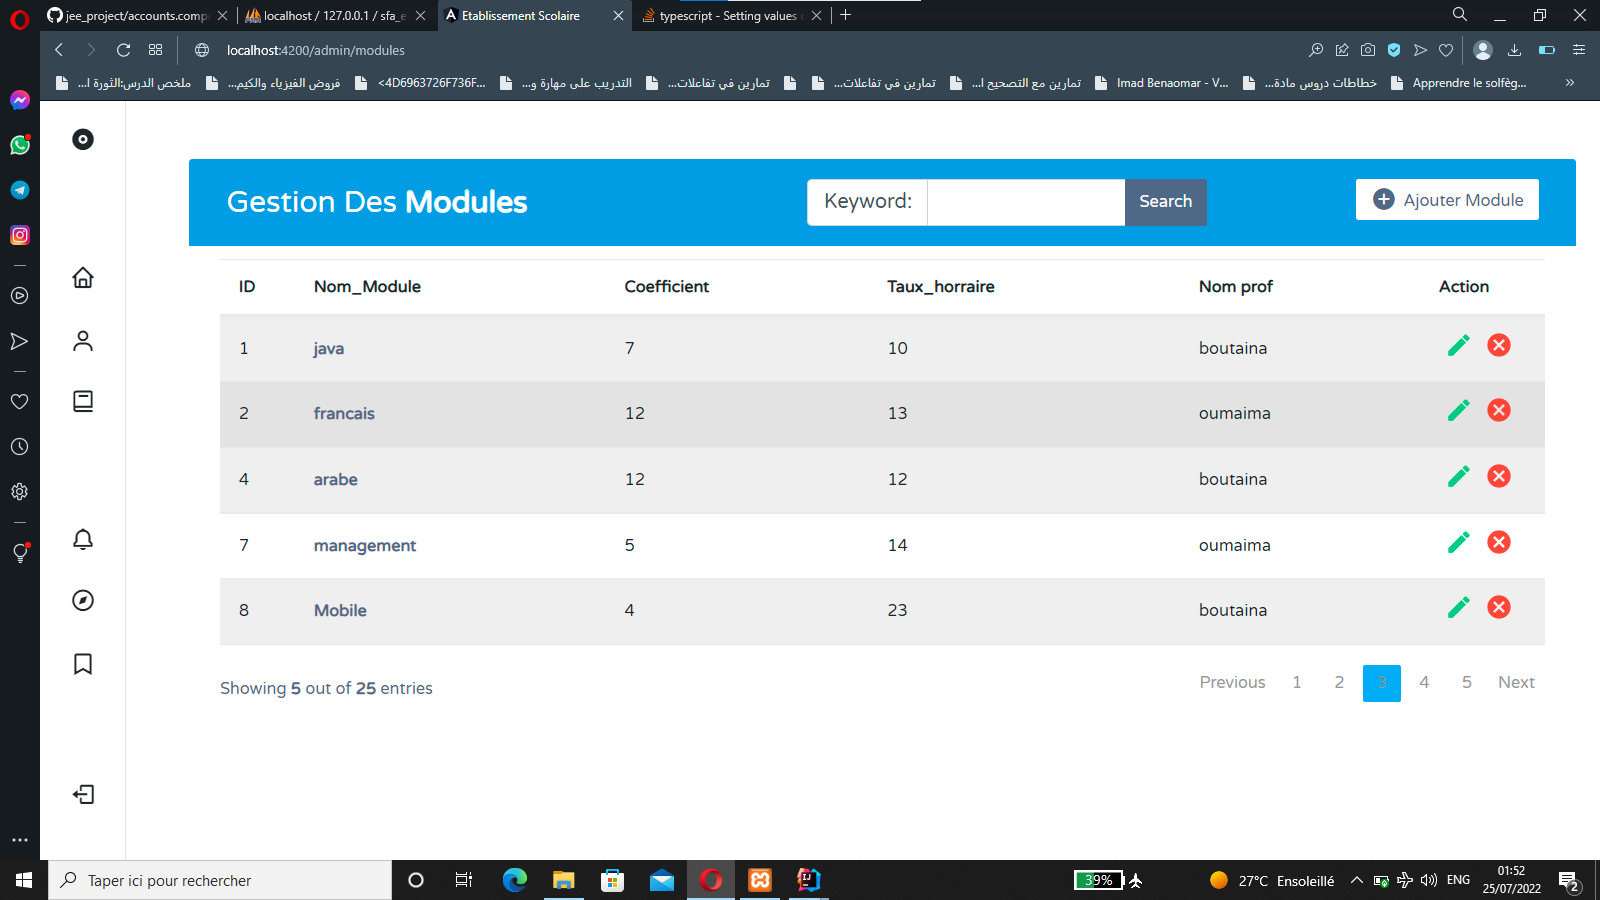 jee_project/accounts.comp
localhost / 127.0.0.1 / sfa_e
Etablissement Scolaire
typescript - Setting values
localhost:4200/admin/modules
ملخص الدرس:الثورة ا...
فروض الفيزياء والكيم...
<4D6963726F736F...
التدريب على مهارة و...
تمارين في تفاعلات...
تمارين في تفاعلات...
تمارين مع التصحيح ا...
Imad Benaomar - V...
خطاطات دروس مادة...
Apprendre le solfèg...
Gestion Des Modules
Keyword:
Search
Ajouter Module
ID Nom_Module Coefficient Taux_horraire Nom prof Action
1 java 7 10 boutaina
2 francais 12 13 oumaima
4 arabe 12 12 boutaina
7 management 5 14 oumaima
8 Mobile 4 23 boutaina
Showing 5 out of 25 entries
Previous 1 2 3 4 5 Next
Taper ici pour rechercher
39%
27°C Ensoleillé
ENG
01:52
25/07/2022
2